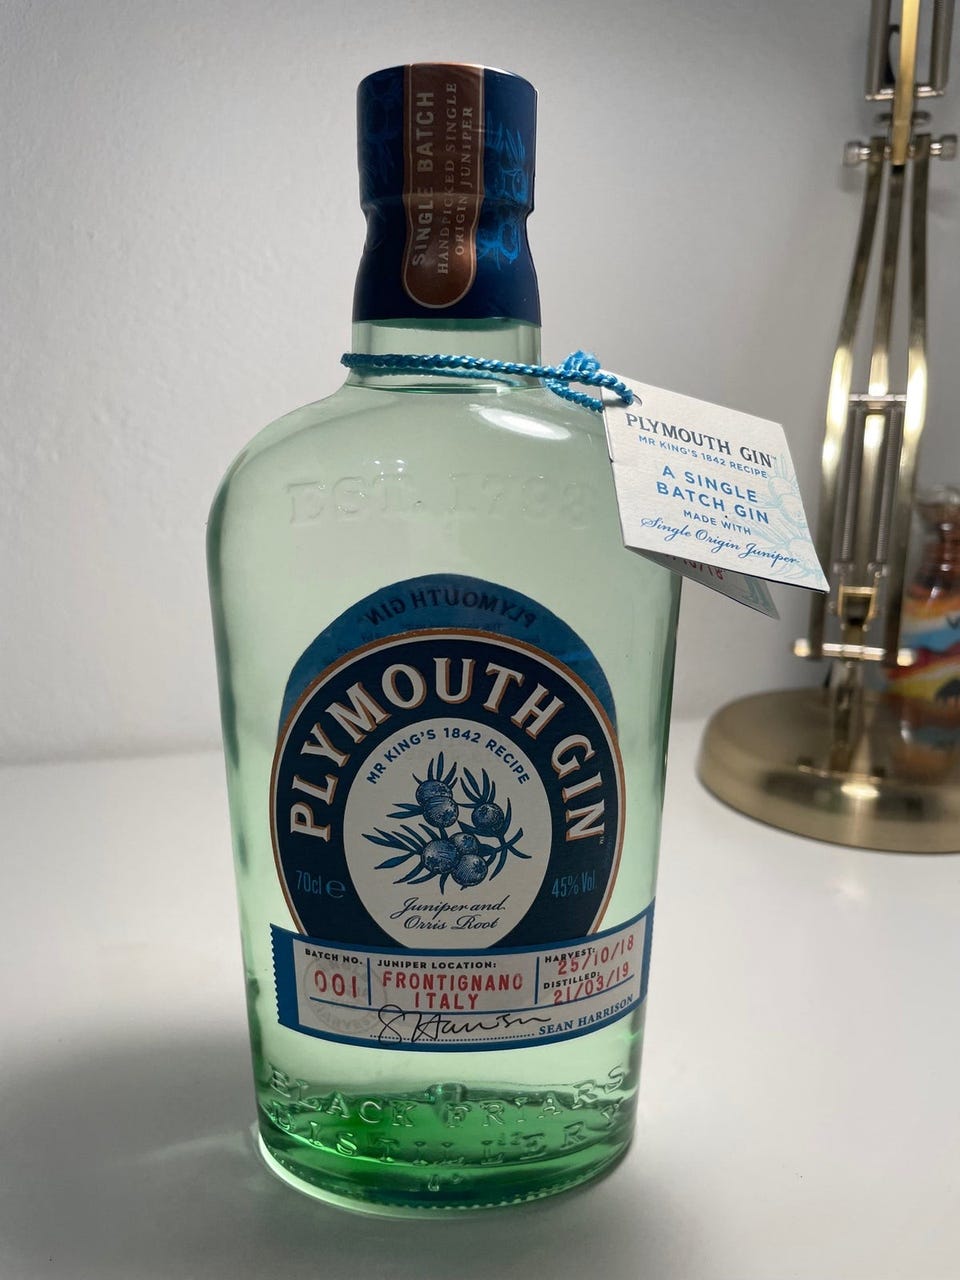 SINGLE BATCH
HANDPICKED SINGLE
ORIGIN JUNIPER
PLYMOUTH GIN™
MR KING'S 1842 RECIPE
A SINGLE
BATCH GIN
MADE WITH
Single Origin Juniper
EST. 1793
PLYMOUTH GIN
PLYMOUTH GIN
MR KING'S 1842 RECIPE
70cl ℮
45% Vol.
Juniper and
Orris Root
BATCH NO.
001
JUNIPER LOCATION:
FRONTIGNANO
ITALY
HARVEST:
25/10/18
DISTILLED:
21/03/19
S Harrison
SEAN HARRISON
BLACK FRIARS
DISTILLERY